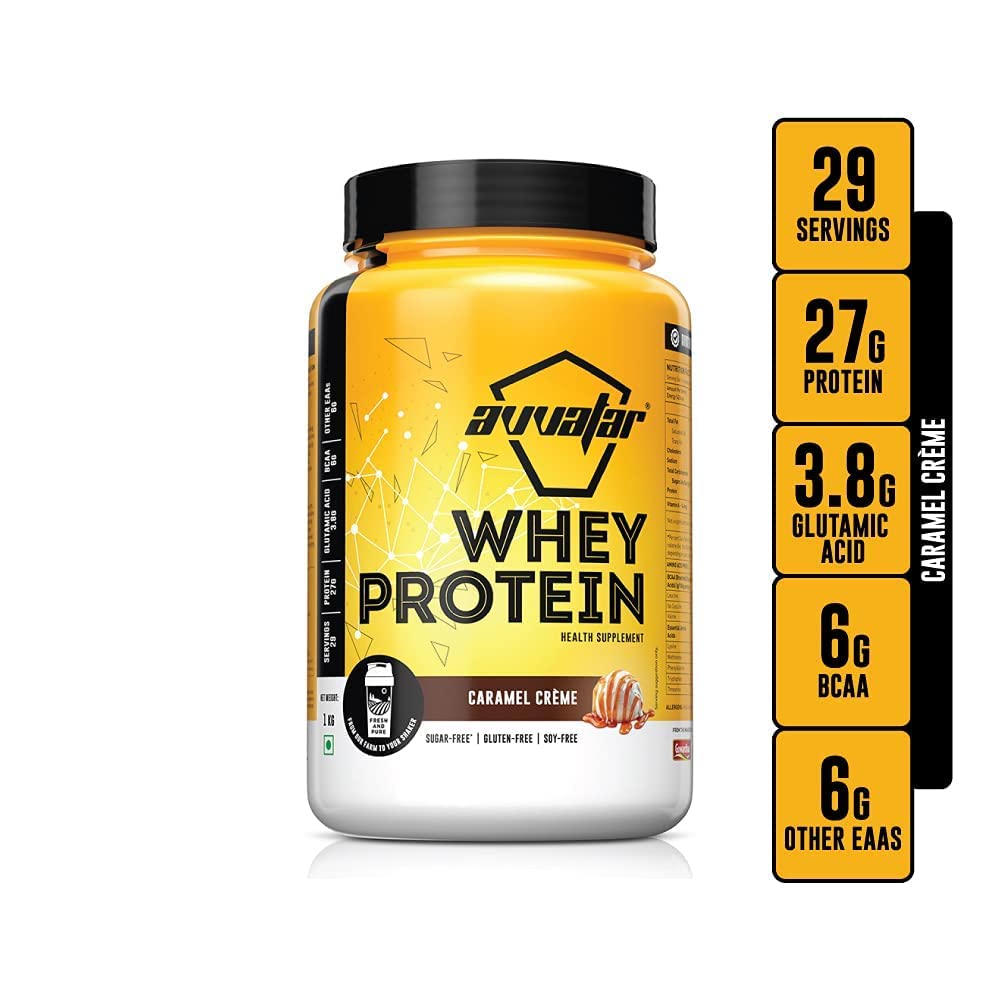 avvatar®
WHEY
PROTEIN
HEALTH SUPPLEMENT
CARAMEL CRÈME
SUGAR-FREE* | GLUTEN-FREE | SOY-FREE
SERVINGS
29
PROTEIN
27G
GLUTAMIC ACID
3.8G
BCAA
6G
OTHER EAAs
6G
NET WEIGHT:
1 KG
FRESH
AND
PURE
FROM OUR FARM TO YOUR SHAKER
29
SERVINGS
27G
PROTEIN
3.8G
GLUTAMIC
ACID
6G
BCAA
6G
OTHER EAAS
CARAMEL CRÈME